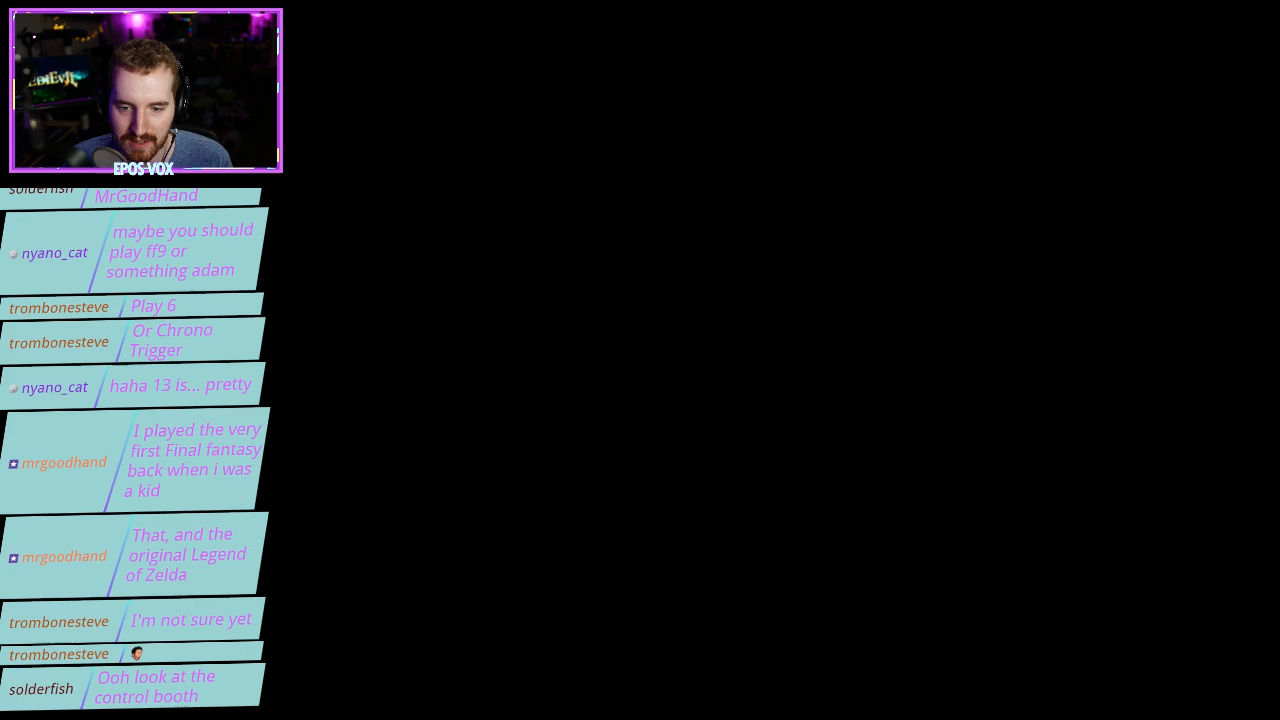 EDIEVIL
EPOS VOX
solderfish
MrGoodHand
nyano_cat
maybe you should
play ff9 or
something adam
trombonesteve
Play 6
trombonesteve
Or Chrono
Trigger
nyano_cat
haha 13 is... pretty
mrgoodhand
I played the very
first Final fantasy
back when i was
a kid
mrgoodhand
That, and the
original Legend
of Zelda
trombonesteve
I'm not sure yet
trombonesteve
solderfish
Ooh look at the
control booth